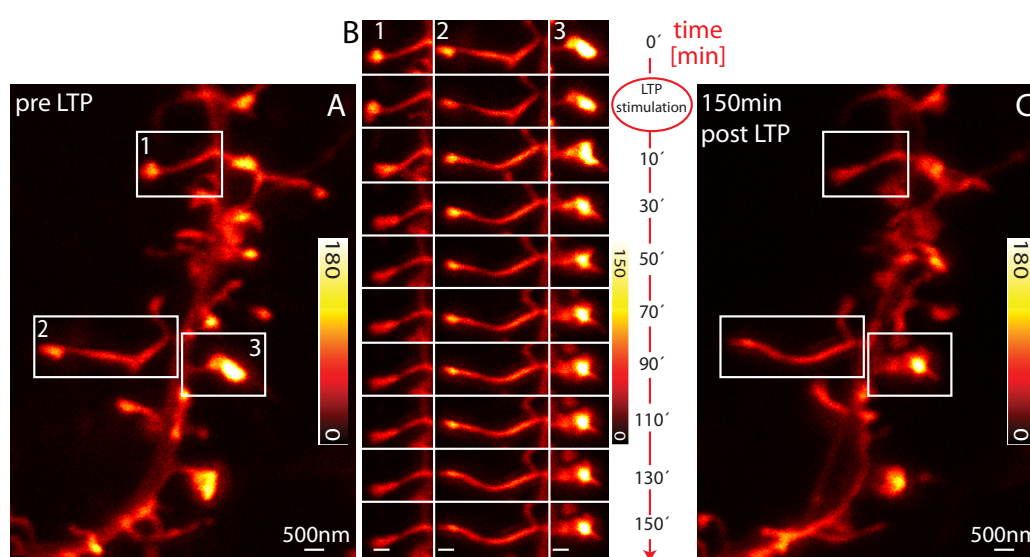 pre LTP
A
1
2
3
180
0
500nm
B
1
2
3
150
0
time
[min]
0´
LTP
stimulation
10´
30´
50´
70´
90´
110´
130´
150´
150min
post LTP
C
180
0
500nm